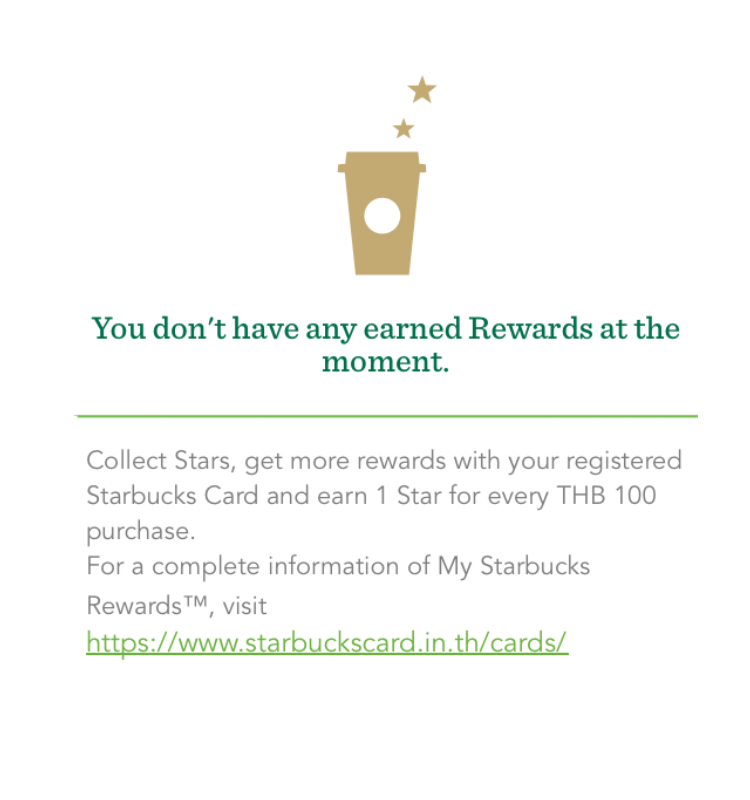 You don't have any earned Rewards at the
moment.
Collect Stars, get more rewards with your registered
Starbucks Card and earn 1 Star for every THB 100
purchase.
For a complete information of My Starbucks
Rewards™, visit
https://www.starbuckscard.in.th/cards/